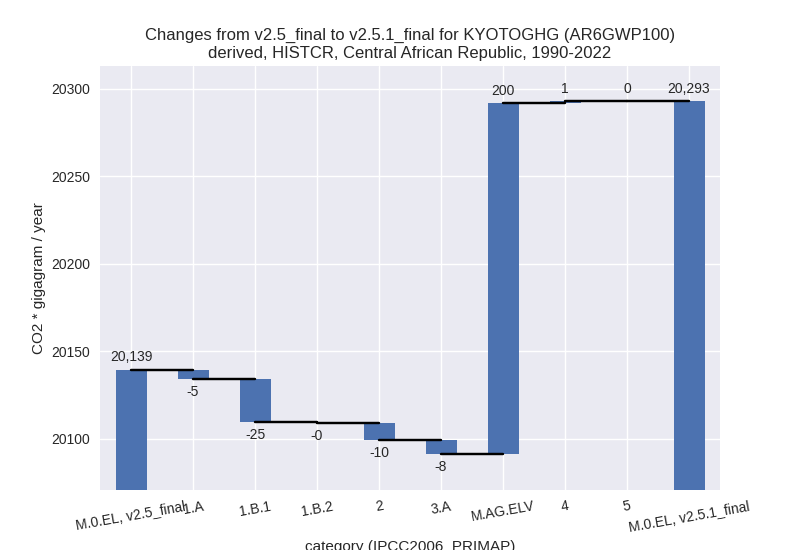 Changes from v2.5_final to v2.5.1_final for KYOTOGHG (AR6GWP100)
derived, HISTCR, Central African Republic, 1990-2022
CO2 * gigagram / year
20300
20250
20200
20150
20100
20,139
-5
-25
-0
-10
-8
200
1
0
20,293
M.0.EL, v2.5_final
1.A
1.B.1
1.B.2
2
3.A
M.AG.ELV
4
5
M.0.EL, v2.5.1_final
category (IPCC2006_PRIMAP)